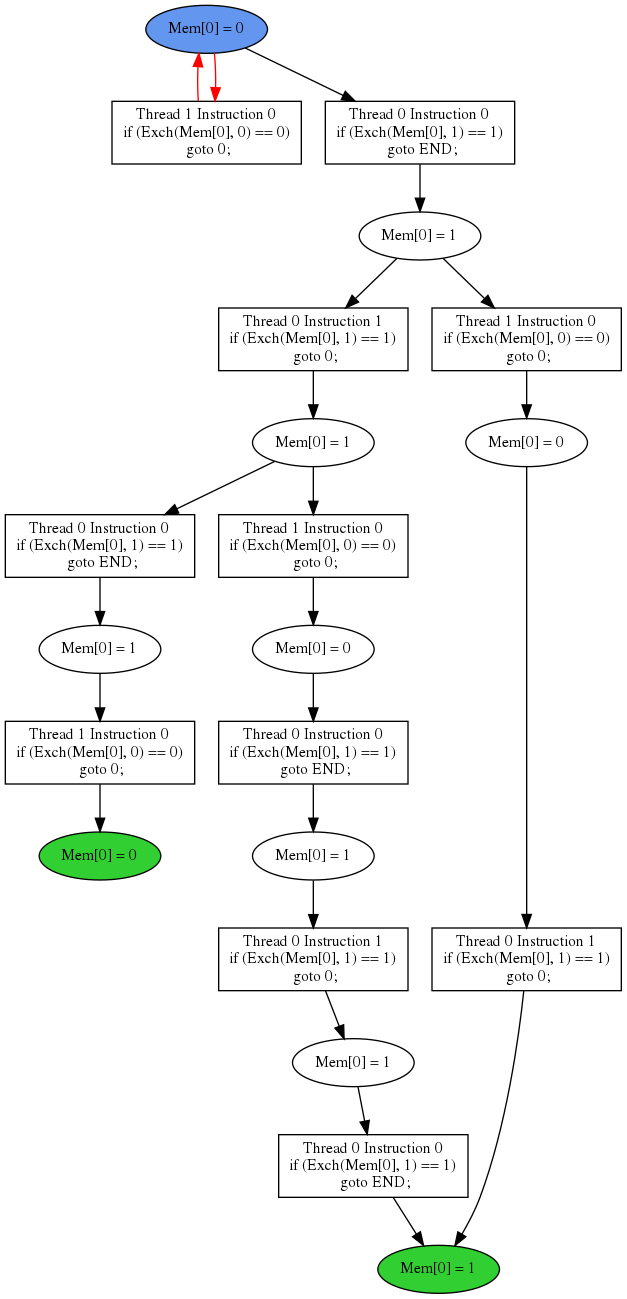 Mem[0] = 0
Thread 1 Instruction 0
if (Exch(Mem[0], 0) == 0)
goto 0;
Thread 0 Instruction 0
if (Exch(Mem[0], 1) == 1)
goto END;
Mem[0] = 1
Thread 0 Instruction 1
if (Exch(Mem[0], 1) == 1)
goto 0;
Thread 1 Instruction 0
if (Exch(Mem[0], 0) == 0)
goto 0;
Mem[0] = 1
Mem[0] = 0
Thread 0 Instruction 0
if (Exch(Mem[0], 1) == 1)
goto END;
Thread 1 Instruction 0
if (Exch(Mem[0], 0) == 0)
goto 0;
Mem[0] = 1
Mem[0] = 0
Thread 1 Instruction 0
if (Exch(Mem[0], 0) == 0)
goto 0;
Thread 0 Instruction 0
if (Exch(Mem[0], 1) == 1)
goto END;
Mem[0] = 0
Mem[0] = 1
Thread 0 Instruction 1
if (Exch(Mem[0], 1) == 1)
goto 0;
Thread 0 Instruction 1
if (Exch(Mem[0], 1) == 1)
goto 0;
Mem[0] = 1
Thread 0 Instruction 0
if (Exch(Mem[0], 1) == 1)
goto END;
Mem[0] = 1